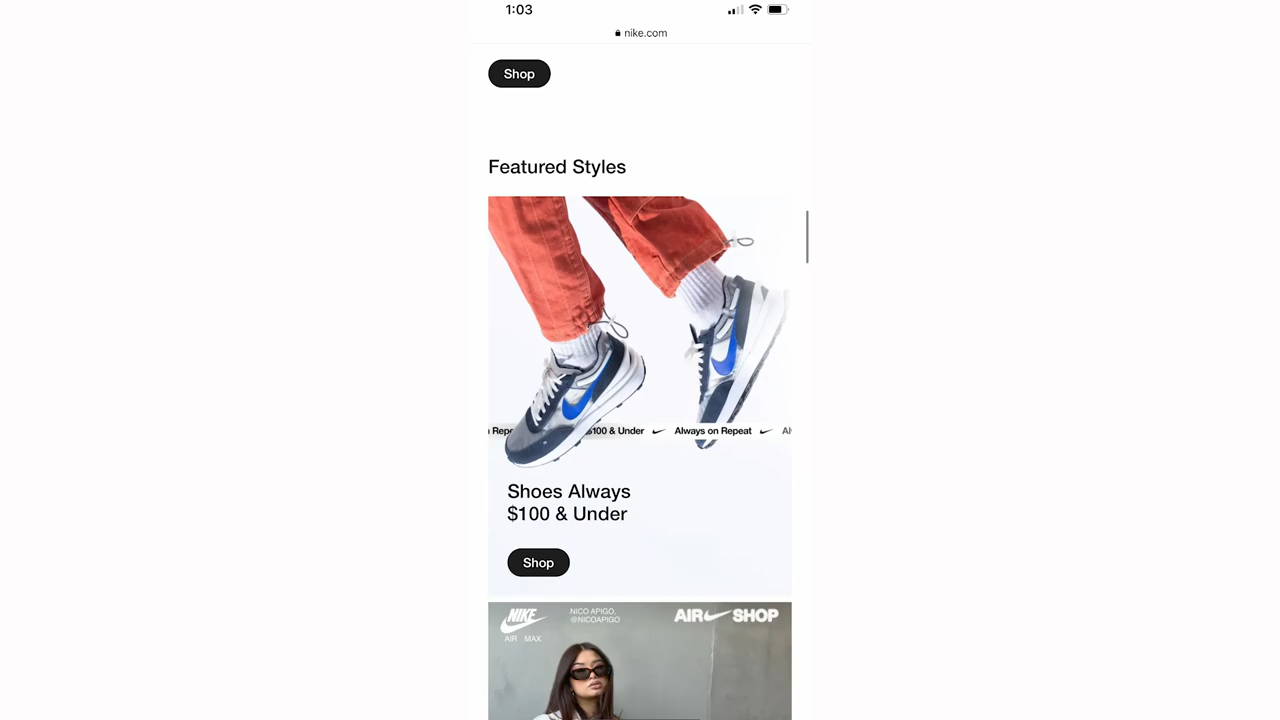 1:03
nike.com
Shop
Featured Styles
$100 & Under Always on Repeat
Shoes Always
$100 & Under
Shop
NIKE
AIR MAX
NICO APIGO,
@NICOAPIGO
AIR SHOP